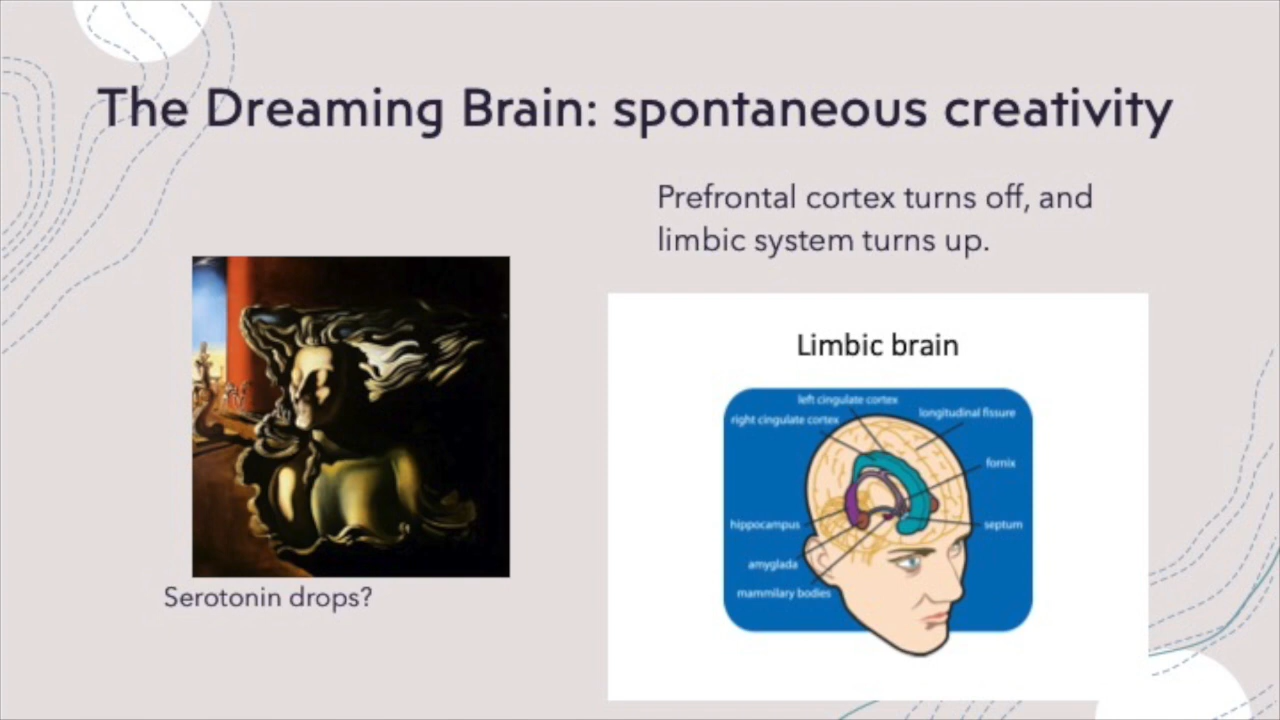 The Dreaming Brain: spontaneous creativity
Prefrontal cortex turns off, and
limbic system turns up.
Limbic brain
left cingulate cortex
right cingulate cortex
longitudinal fissure
fornix
hippocampus
septum
amyglada
mammilary bodies
Serotonin drops?